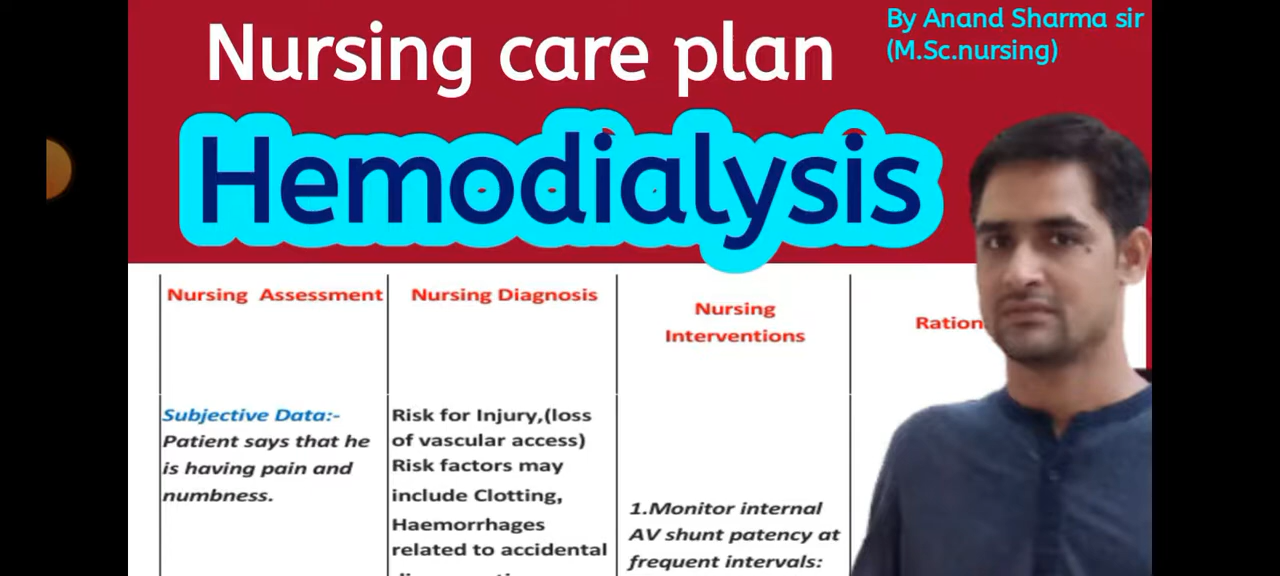 Nursing care plan
By Anand Sharma sir
(M.Sc.nursing)
Hemodialysis
Nursing Assessment
Nursing Diagnosis
Nursing
Interventions
Ration
Subjective Data:-
Patient says that he
is having pain and
numbness.
Risk for Injury,(loss
of vascular access)
Risk factors may
include Clotting,
Haemorrhages
related to accidental
1.Monitor internal
AV shunt patency at
frequent intervals: